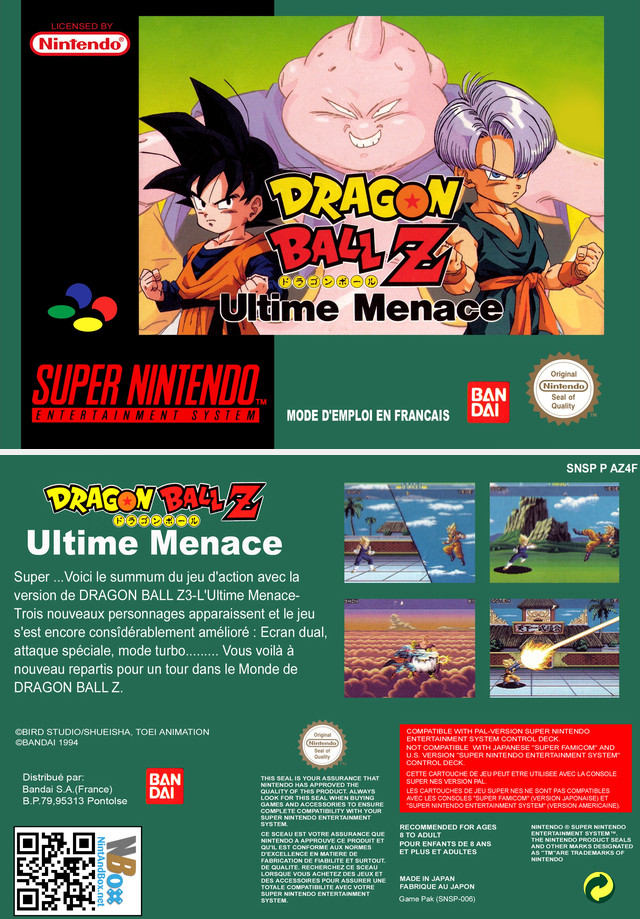 LICENSED BY
Nintendo®
DRAGON
BALL Z
ドラゴンボール
Ultime Menace
SUPER NINTENDO™
ENTERTAINMENT SYSTEM
MODE D'EMPLOI EN FRANCAIS
BAN
DAI
Original
Nintendo
Seal of
Quality
TM
SNSP P AZ4F
DRAGON BALL Z
ドラゴンボール
Ultime Menace
Super ...Voici le summum du jeu d'action avec la
version de DRAGON BALL Z3-L'Ultime Menace-
Trois nouveaux personnages apparaissent et le jeu
s'est encore consîdérablement amélioré : Ecran dual,
attaque spéciale, mode turbo......... Vous voilà à
nouveau repartis pour un tour dans le Monde de
DRAGON BALL Z.
©BIRD STUDIO/SHUEISHA, TOEI ANIMATION
©BANDAI 1994
Distribué par:
Bandai S.A.(France)
B.P.79,95313 Pontolse
BAN
DAI
Original
Nintendo
Seal of
Quality
THIS SEAL IS YOUR ASSURANCE THAT
NINTENDO HAS APPROVED THE
QUALITY OF THIS PRODUCT. ALWAYS
LOOK FOR THIS SEAL WHEN BUYING
GAMES AND ACCESSORIES TO ENSURE
COMPLETE COMPATIBILITY WITH YOUR
SUPER NINTENDO ENTERTAINMENT
SYSTEM.
CE SCEAU EST VOTRE ASSURANCE QUE
NINTENDO A APPROUVE CE PRODUIT ET
QU'IL EST CONFORME AUX NORMES
D'EXCELLENCE EN MATIERE DE
FABRICATION DE FIABILITE ET SURTOUT.
DE QUALITE. RECHERCHEZ CE SCEAU
LORSQUE VOUS ACHETEZ DES JEUX ET
DES ACCESSOIRES POUR ASSURER UNE
TOTALE COMPATIBILITE AVEC VOTRE
SUPER NINTENDO ENTERTAINMENT
SYSTEM.
COMPATIBLE WITH PAL-VERSION SUPER NINTENDO
ENTERTAINMENT SYSTEM CONTROL DECK.
NOT COMPATIBLE WITH JAPANESE "SUPER FAMICOM" AND
U.S. VERSION "SUPER NINTENDO ENTERTAINMENT SYSTEM"
CONTROL DECK.
CETTE CARTOUCHE DE JEU PEUT ETRE UTILISEE AVEC LA CONSOLE
SUPER NES VERSION PAL.
LES CARTOUCHES DE JEU SUPER NES NE SONT PAS COMPATIBLES
AVEC LES CONSOLES "SUPER FAMICOM" (VERSION JAPONAISE) ET
"SUPER NINTENDO ENTERTAINMENT SYSTEM" (VERSION AMERICAINE).
RECOMMENDED FOR AGES
8 TO ADULT
POUR ENFANTS DE 8 ANS
ET PLUS ET ADULTES
NINTENDO ® SUPER NINTENDO
ENTERTAINMENT SYSTEM™
THE NINTENDO PRODUCT SEALS
AND OTHER MARKS DESIGNATED
AS "TM"ARE TRADEMARKS OF
NINTENDO
MADE IN JAPAN
FABRIQUE AU JAPON
Game Pak (SNSP-006)
NBox
NinAndBox.net